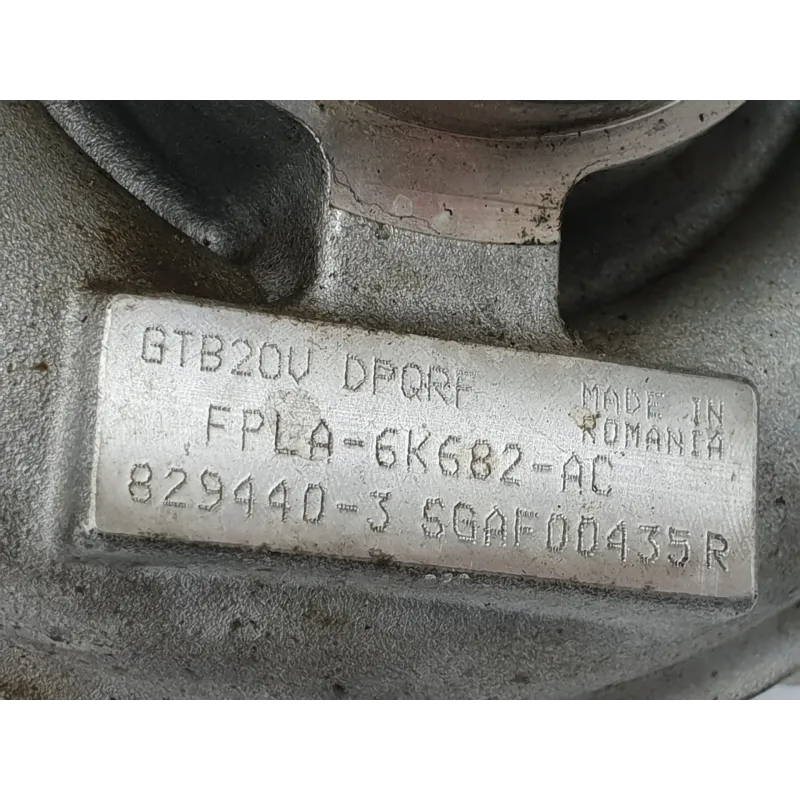 GTB20V DPQRF
MADE IN
ROMANIA
FPLA-6K682-AC
829440-3 SGAF00435R